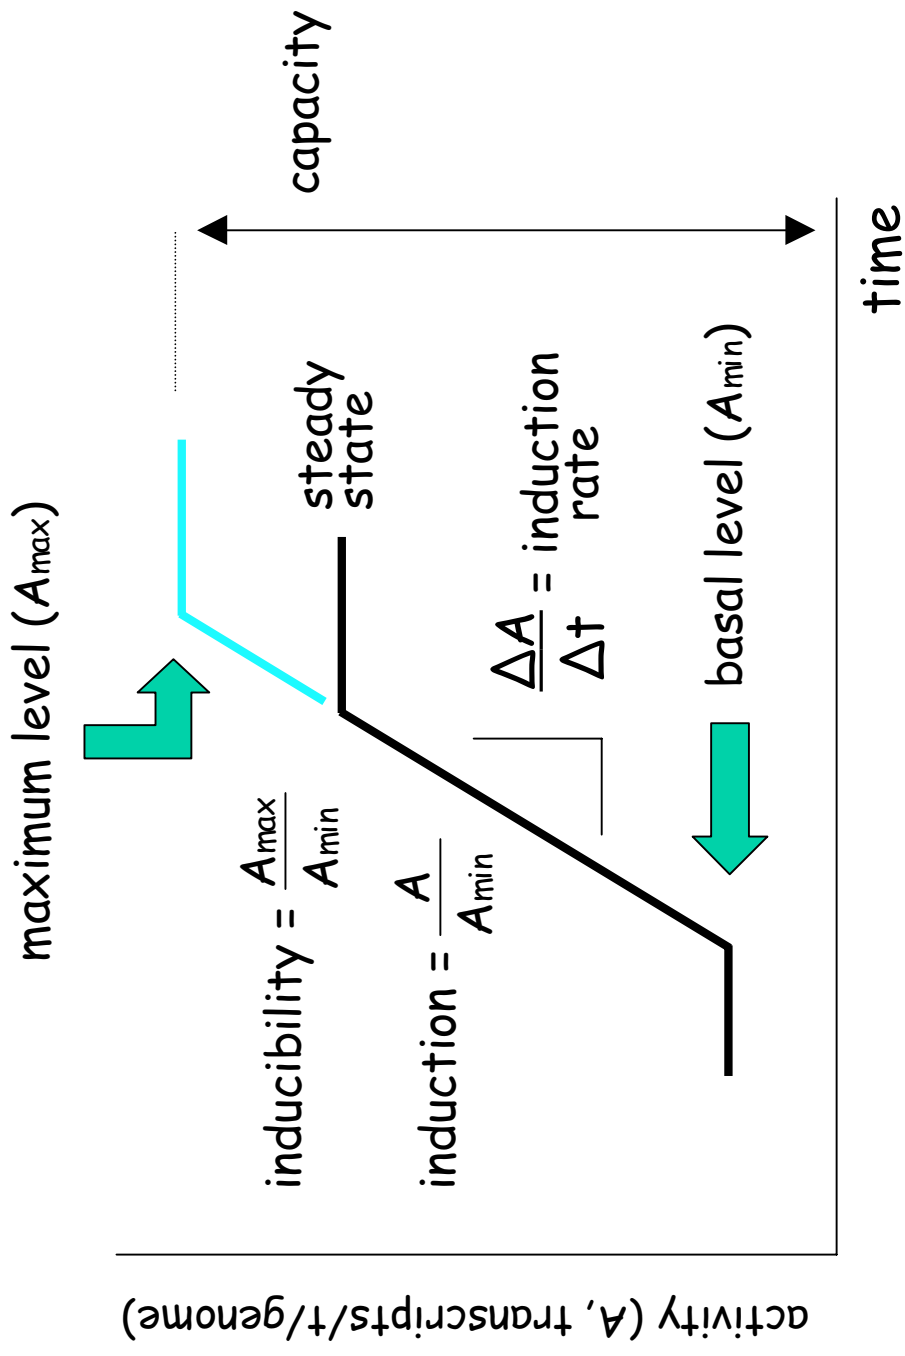 maximum level (Amax)
capacity
inducibility = Amax
Amin
steady
state
induction = A
Amin
ΔA = induction
Δt rate
basal level (Amin)
time
activity (A, transcripts/t/genome)